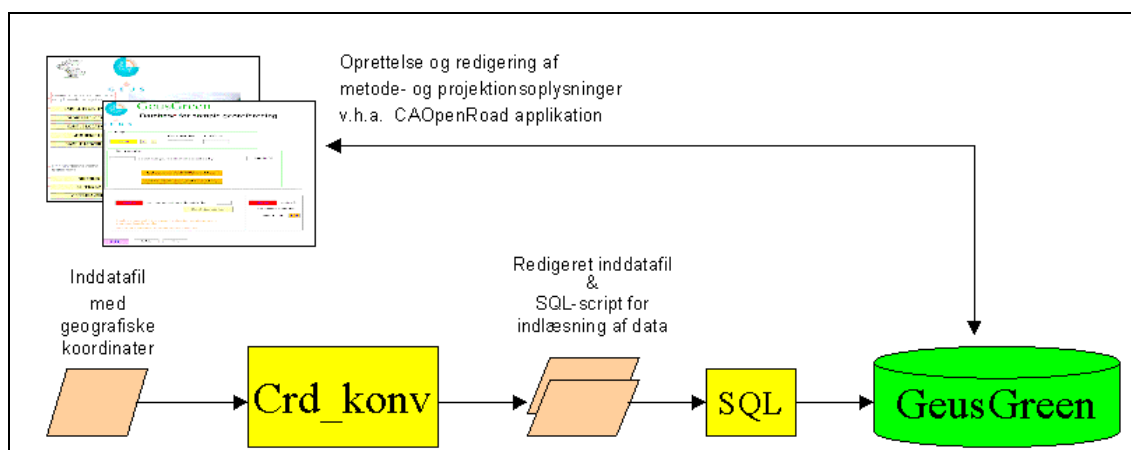 Oprettelse og redigering af
metode- og projektionsoplysninger
v.h.a. CAOpenRoad applikation
G E U S
GeusGreen
Inddatafil
med
geografiske
koordinater
Redigeret inddatafil
&
SQL-script for
indlæsning af data
Crd_konv
SQL
GeusGreen